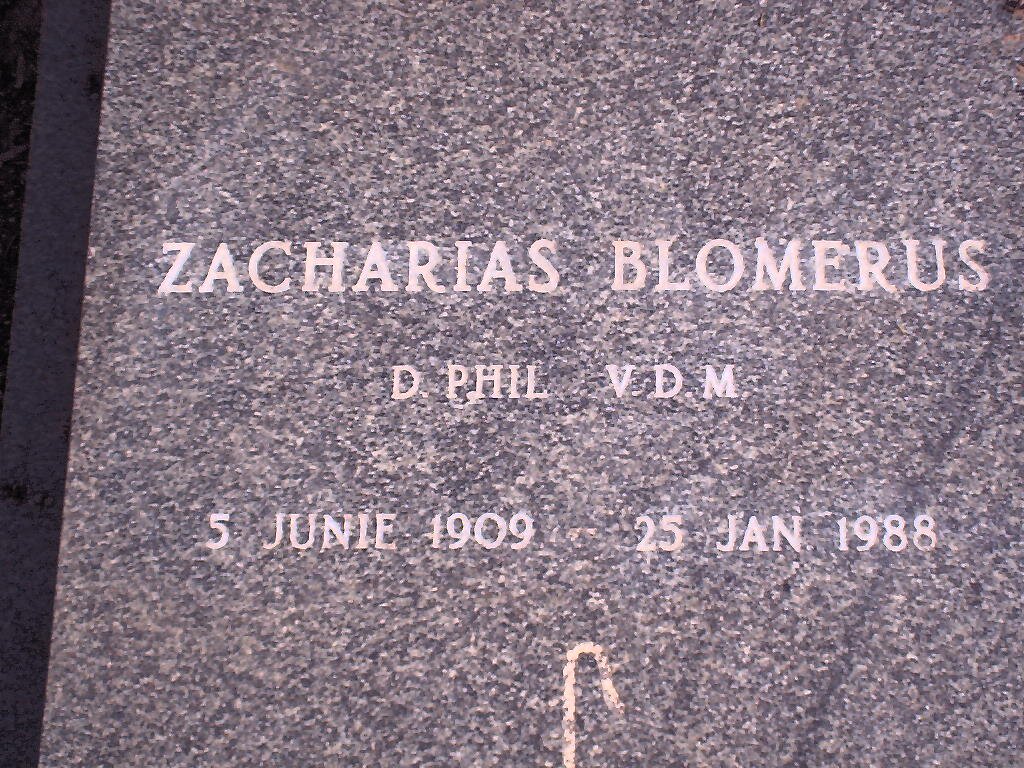 ZACHARIAS BLOMERUS
D. PHIL V.D.M
5 JUNIE 1909 - 25 JAN 1988